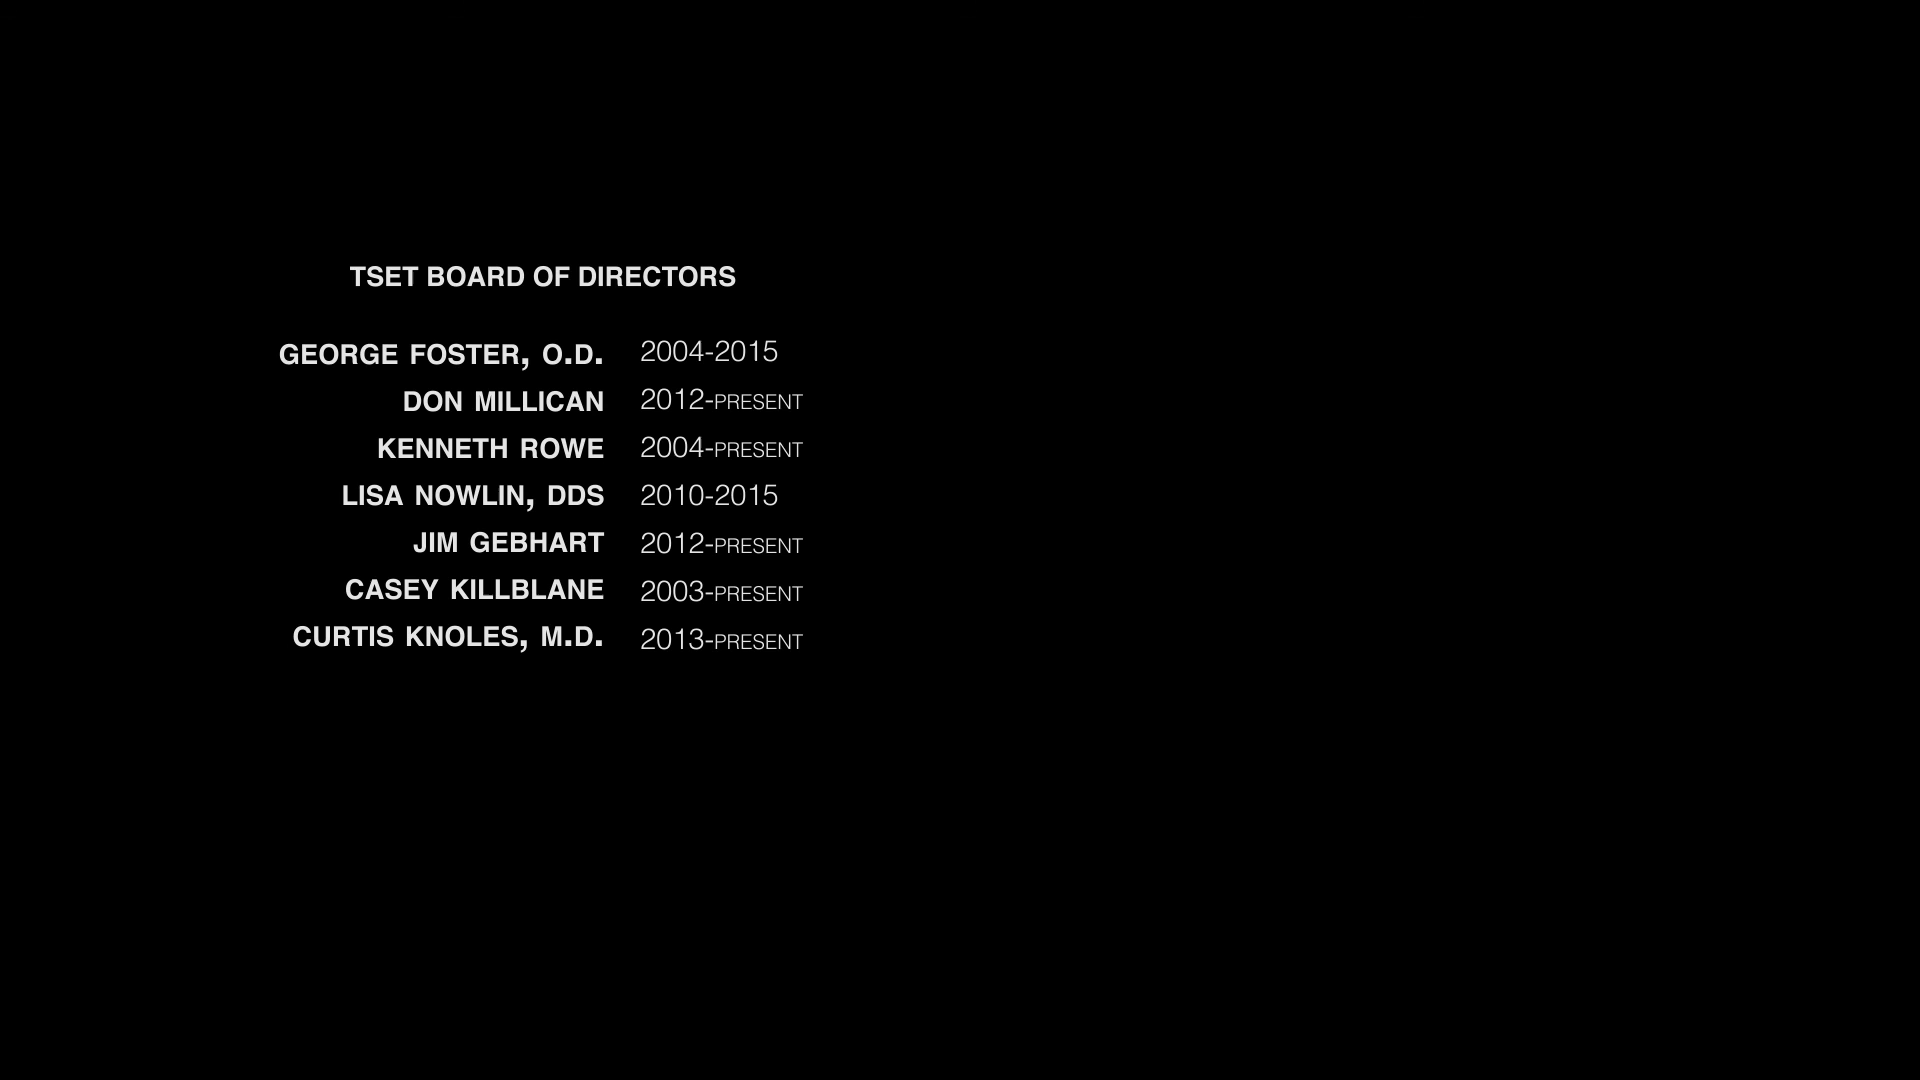 TSET BOARD OF DIRECTORS
GEORGE FOSTER, O.D. 2004-2015
DON MILLICAN 2012-PRESENT
KENNETH ROWE 2004-PRESENT
LISA NOWLIN, DDS 2010-2015
JIM GEBHART 2012-PRESENT
CASEY KILLBLANE 2003-PRESENT
CURTIS KNOLES, M.D. 2013-PRESENT